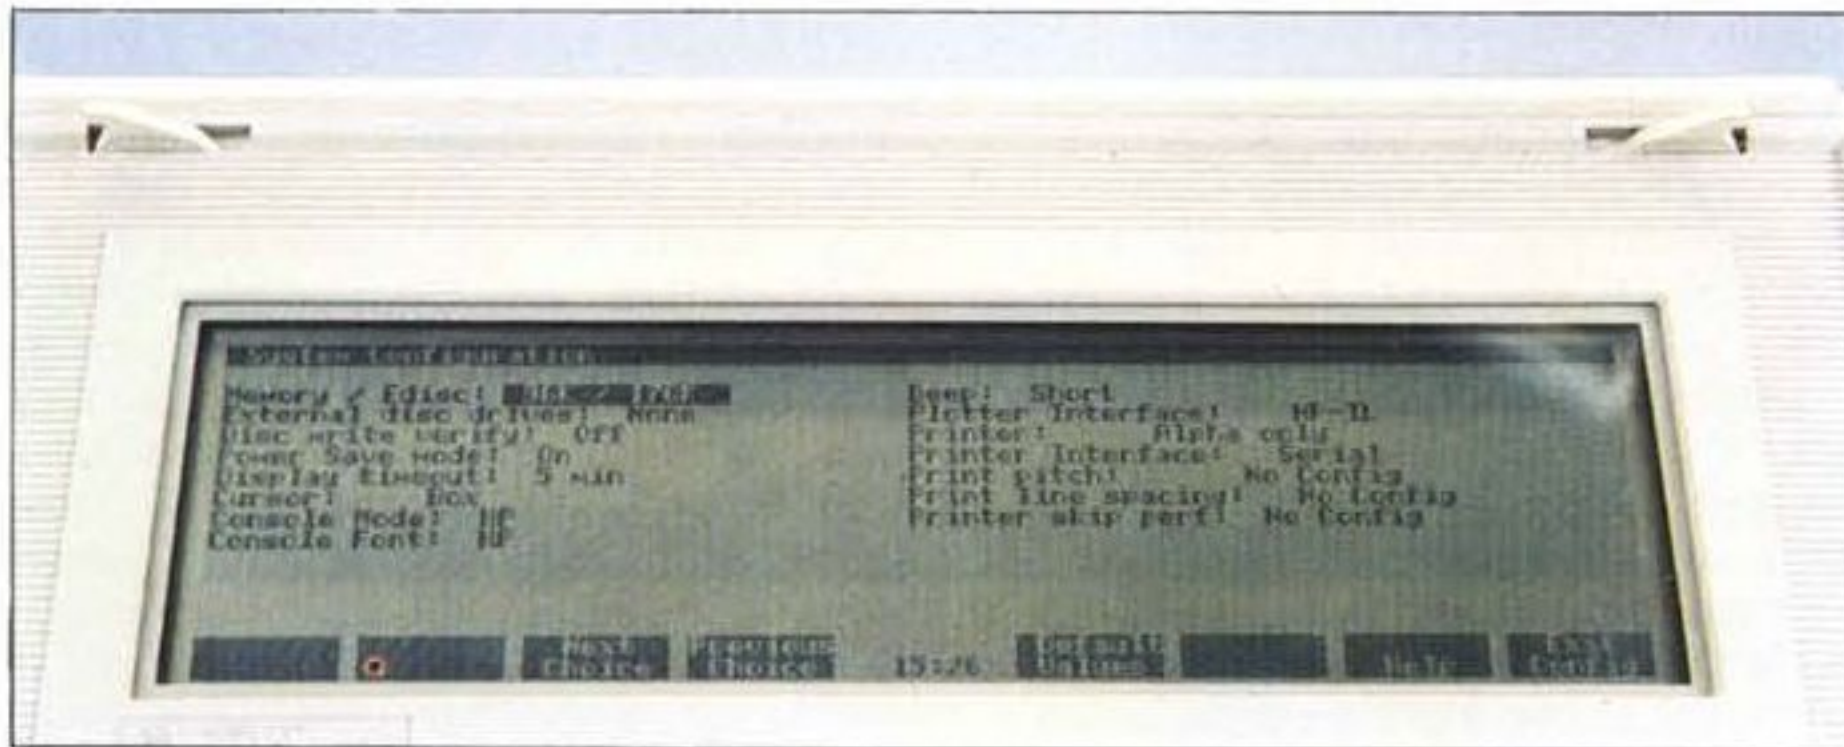 System Configuration
Memory / Edisc:
External disc drives: None
Disc write verify: Off
Power Save mode: On
Display timeout: 5 min
Cursor: Box
Console Mode: HP
Console Font: HP
Beep: Short
Plotter Interface: HP-IL
Printer: Alpha only
Printer Interface: Serial
Print pitch: No Config
Print line spacing: No Config
Printer skip perf: No Config
Next Choice
Previous Choice
15:26
Default Values
Help
Exit Config